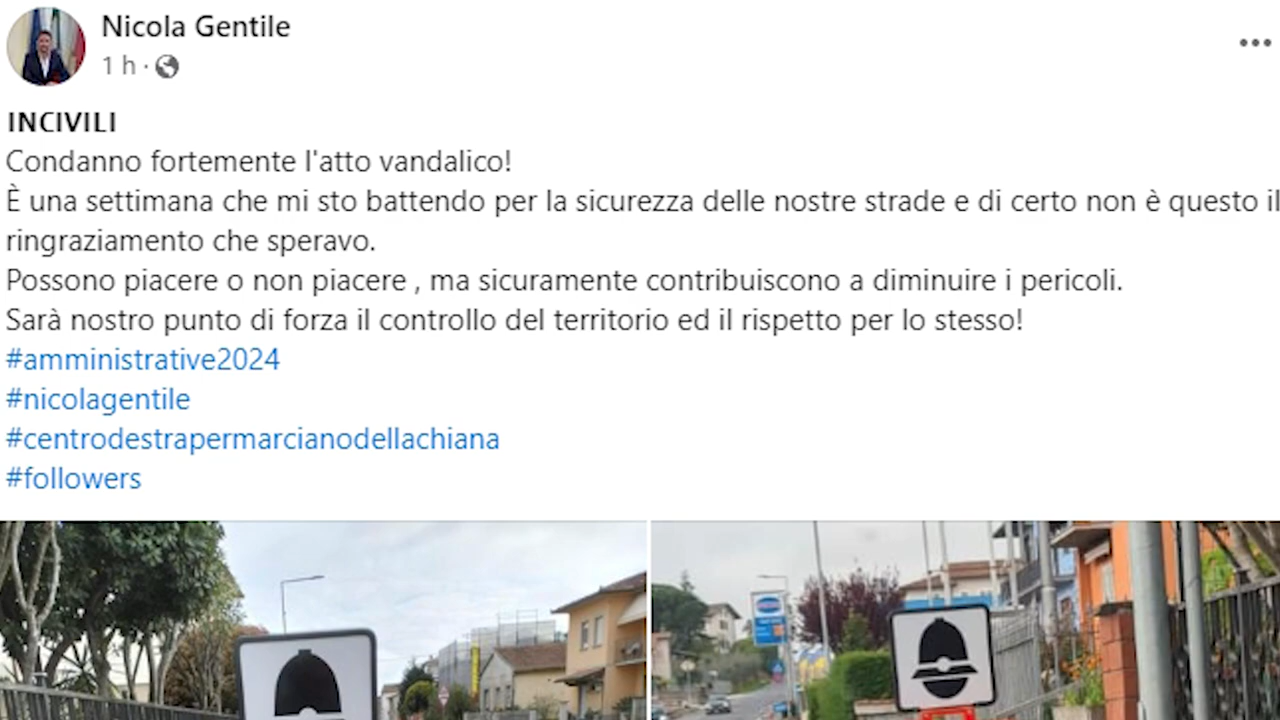 Nicola Gentile
1 h ·
INCIVILI
Condanno fortemente l'atto vandalico!
È una settimana che mi sto battendo per la sicurezza delle nostre strade e di certo non è questo il
ringraziamento che speravo.
Possono piacere o non piacere , ma sicuramente contribuiscono a diminuire i pericoli.
Sarà nostro punto di forza il controllo del territorio ed il rispetto per lo stesso!
#amministrative2024
#nicolagentile
#centrodestrapermarcianodellachiana
#followers